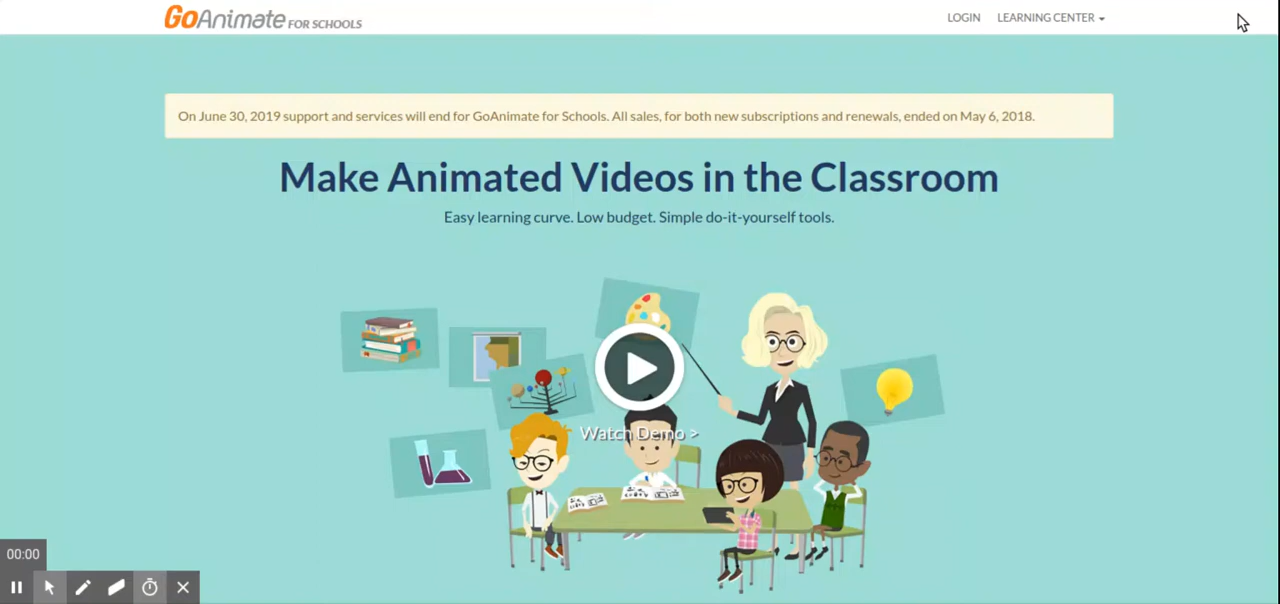 GoAnimate FOR SCHOOLS LOGIN LEARNING CENTER
On June 30, 2019 support and services will end for GoAnimate for Schools. All sales, for both new subscriptions and renewals, ended on May 6, 2018.
Make Animated Videos in the Classroom
Easy learning curve. Low budget. Simple do-it-yourself tools.
Watch Demo >
00:00